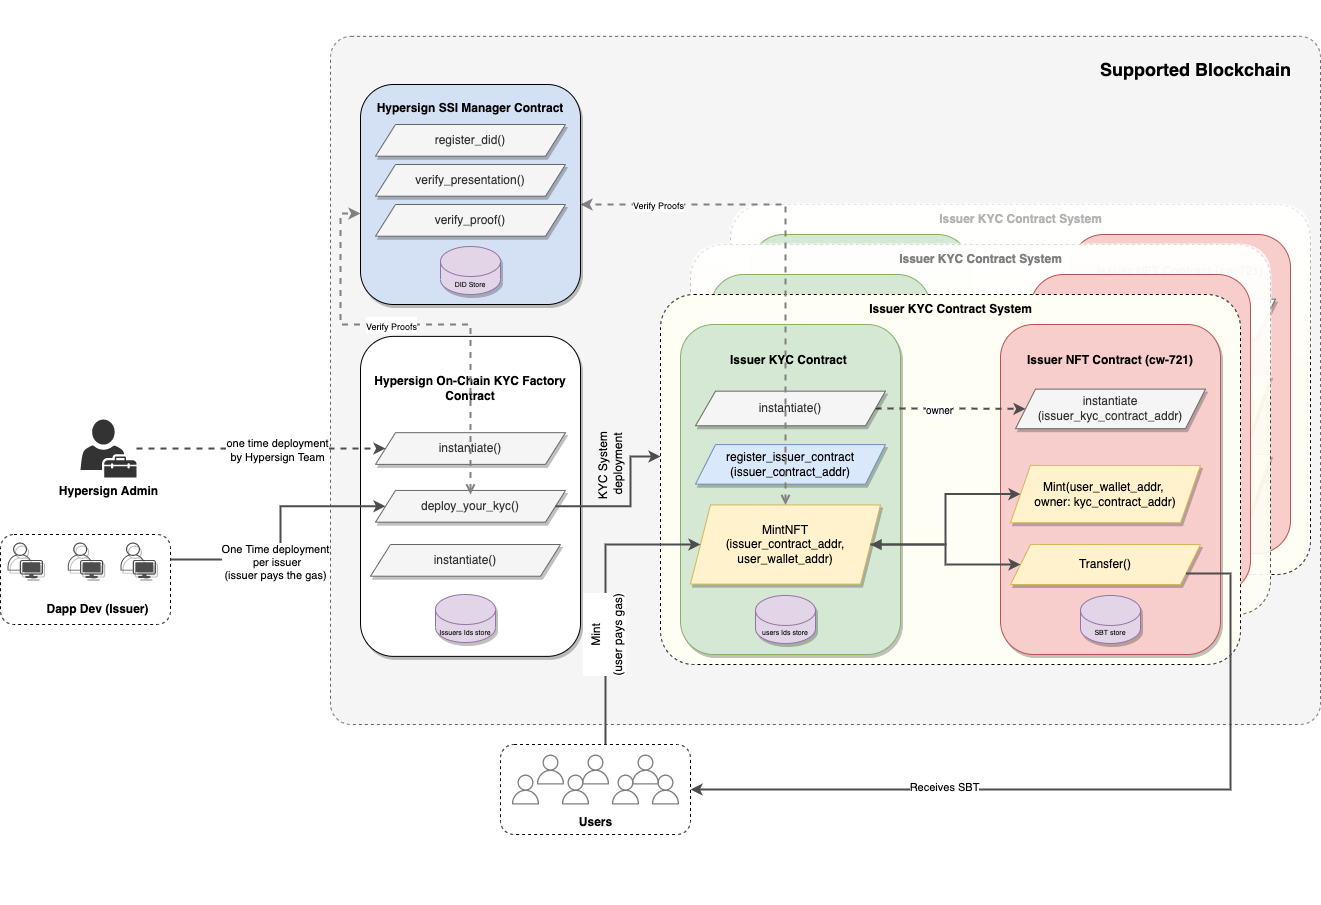 Supported Blockchain
Hypersign SSI Manager Contract
register_did()
verify_presentation()
verify_proof()
DID Store
Verify Proofs
Verify Proofs
Issuer KYC Contract System
Issuer KYC Contract System
Issuer KYC Contract System
Hypersign On-Chain KYC Factory
Contract
instantiate()
deploy_your_kyc()
instantiate()
Issuers Ids store
one time deployment
by Hypersign Team
Hypersign Admin
One Time deployment
per issuer
(issuer pays the gas)
Dapp Dev (Issuer)
KYC System
deployment
Issuer KYC Contract
instantiate()
register_issuer_contract
(issuer_contract_addr)
MintNFT
(issuer_contract_addr,
user_wallet_addr)
users Ids store
owner
Issuer NFT Contract (cw-721)
instantiate
(issuer_kyc_contract_addr)
Mint(user_wallet_addr,
owner: kyc_contract_addr)
Transfer()
SBT store
Mint
(user pays gas)
Receives SBT
Users